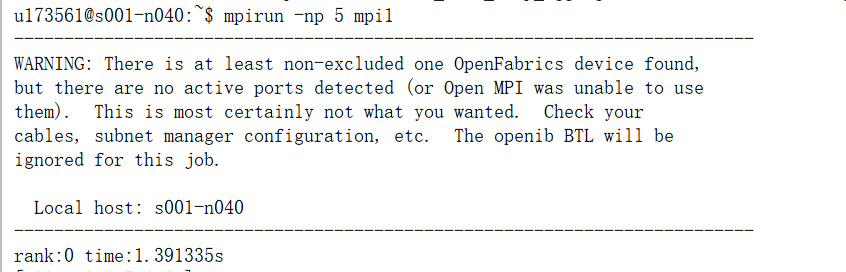 u173561@s001-n040:~$ mpirun -np 5 mpi1
--------------------------------------------------------------------------
WARNING: There is at least non-excluded one OpenFabrics device found,
but there are no active ports detected (or Open MPI was unable to use
them).  This is most certainly not what you wanted.  Check your
cables, subnet manager configuration, etc.  The openib BTL will be
ignored for this job.

  Local host: s001-n040
--------------------------------------------------------------------------
rank:0 time:1.391335s